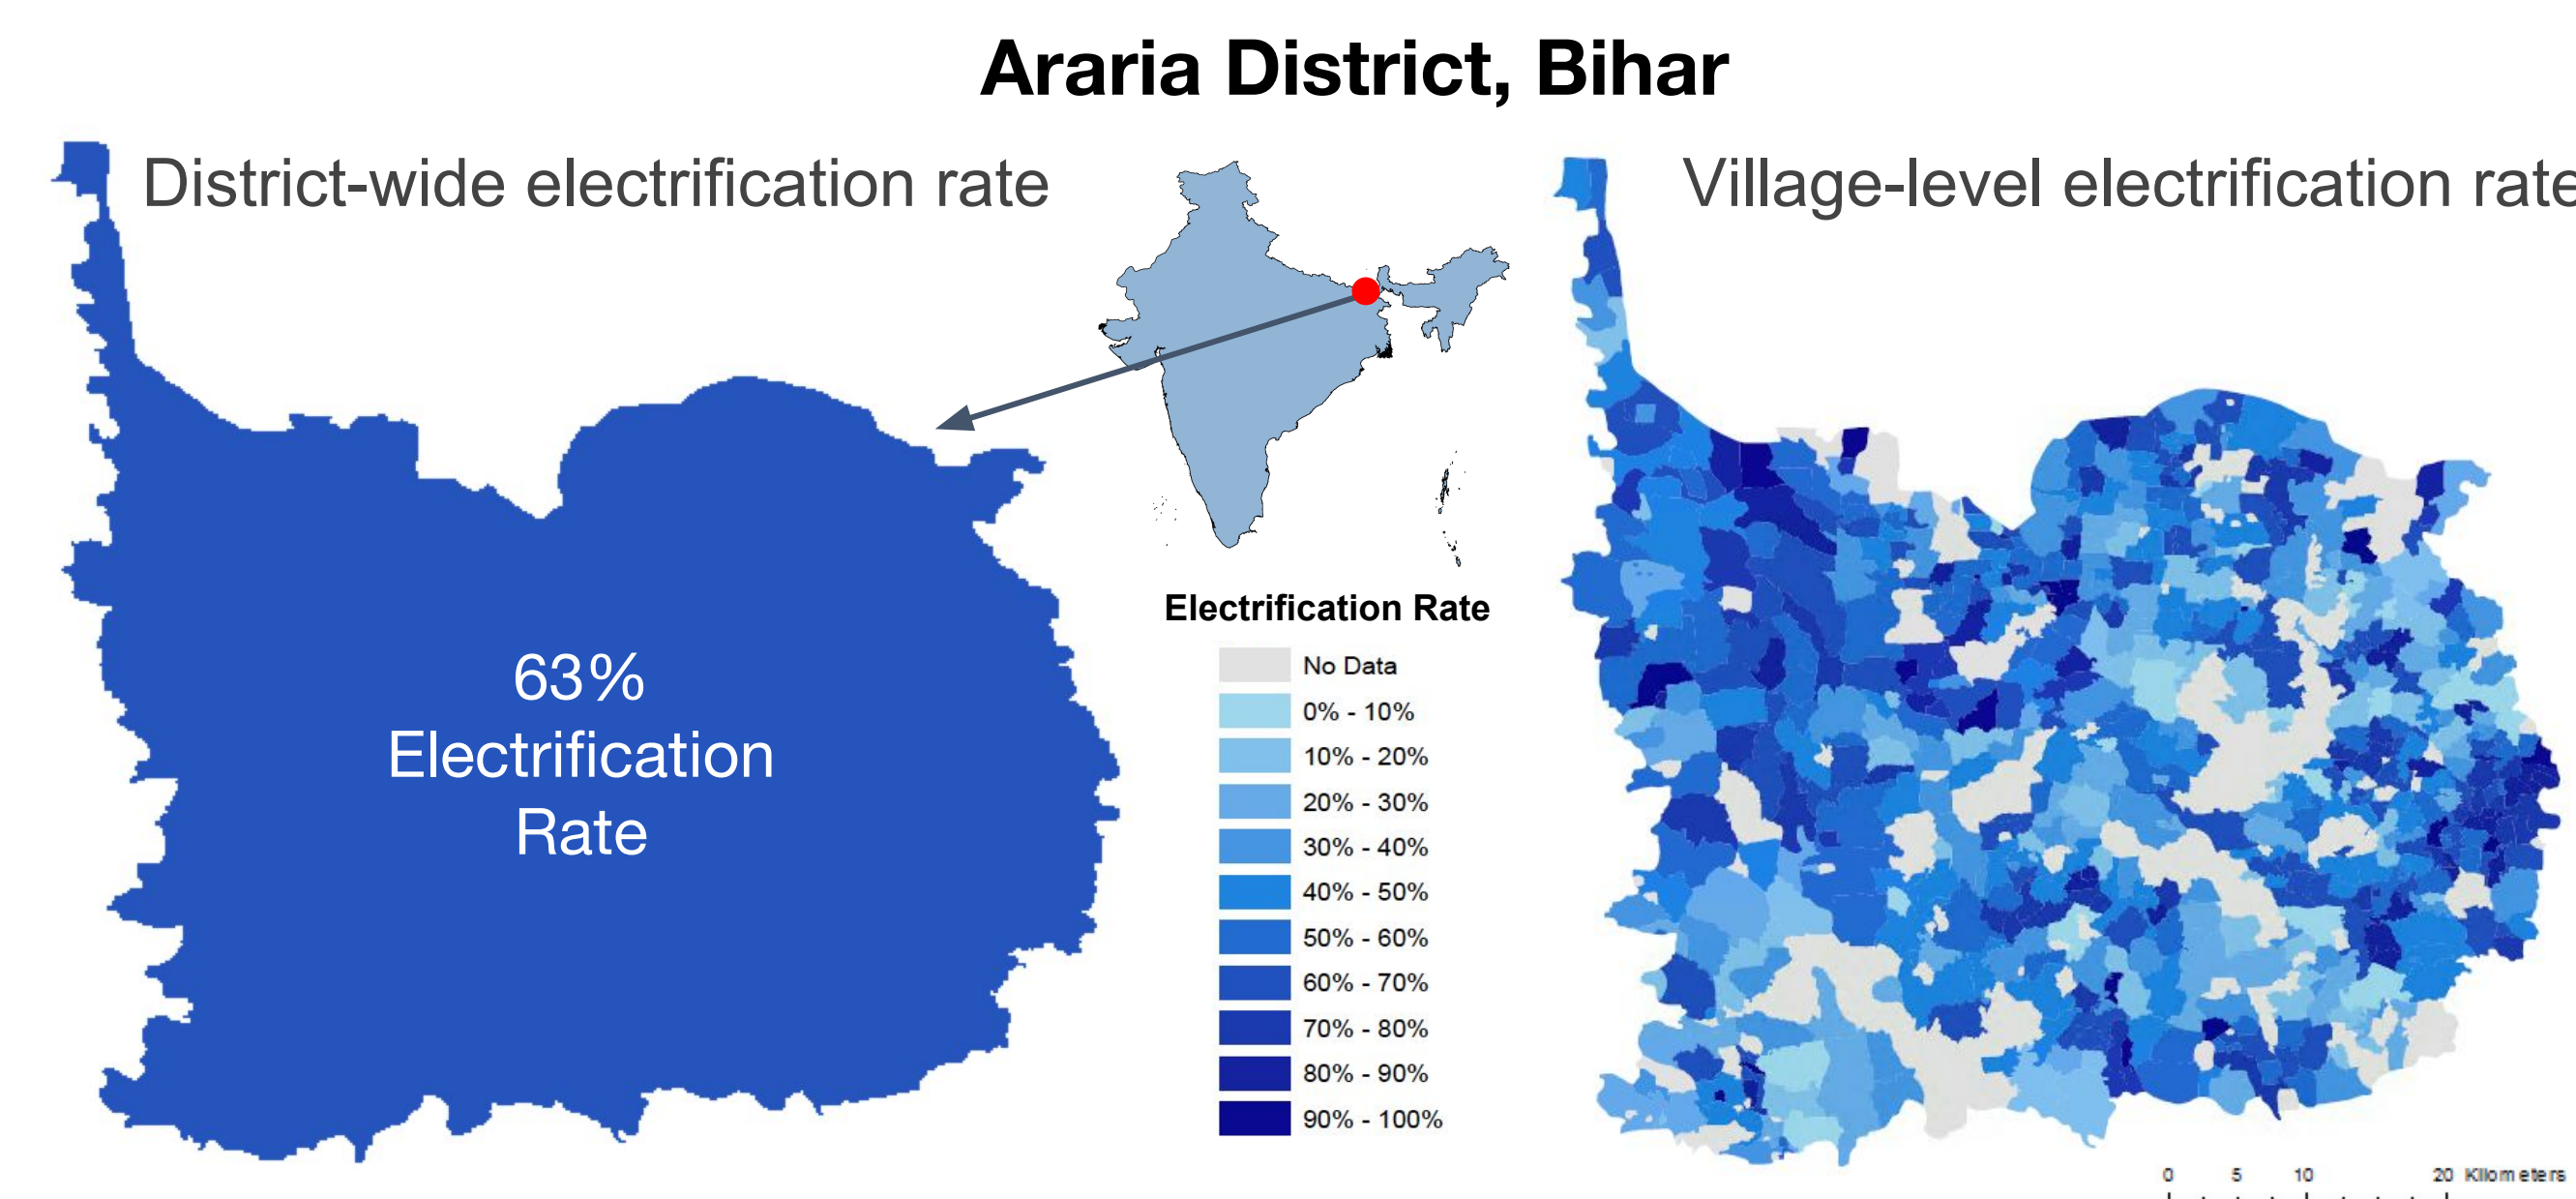 Araria District, Bihar
District-wide electrification rate
Village-level electrification rate
63%
Electrification
Rate
Electrification Rate
No Data
0% - 10%
10% - 20%
20% - 30%
30% - 40%
40% - 50%
50% - 60%
60% - 70%
70% - 80%
80% - 90%
90% - 100%
0 5 10 20 Kilometers